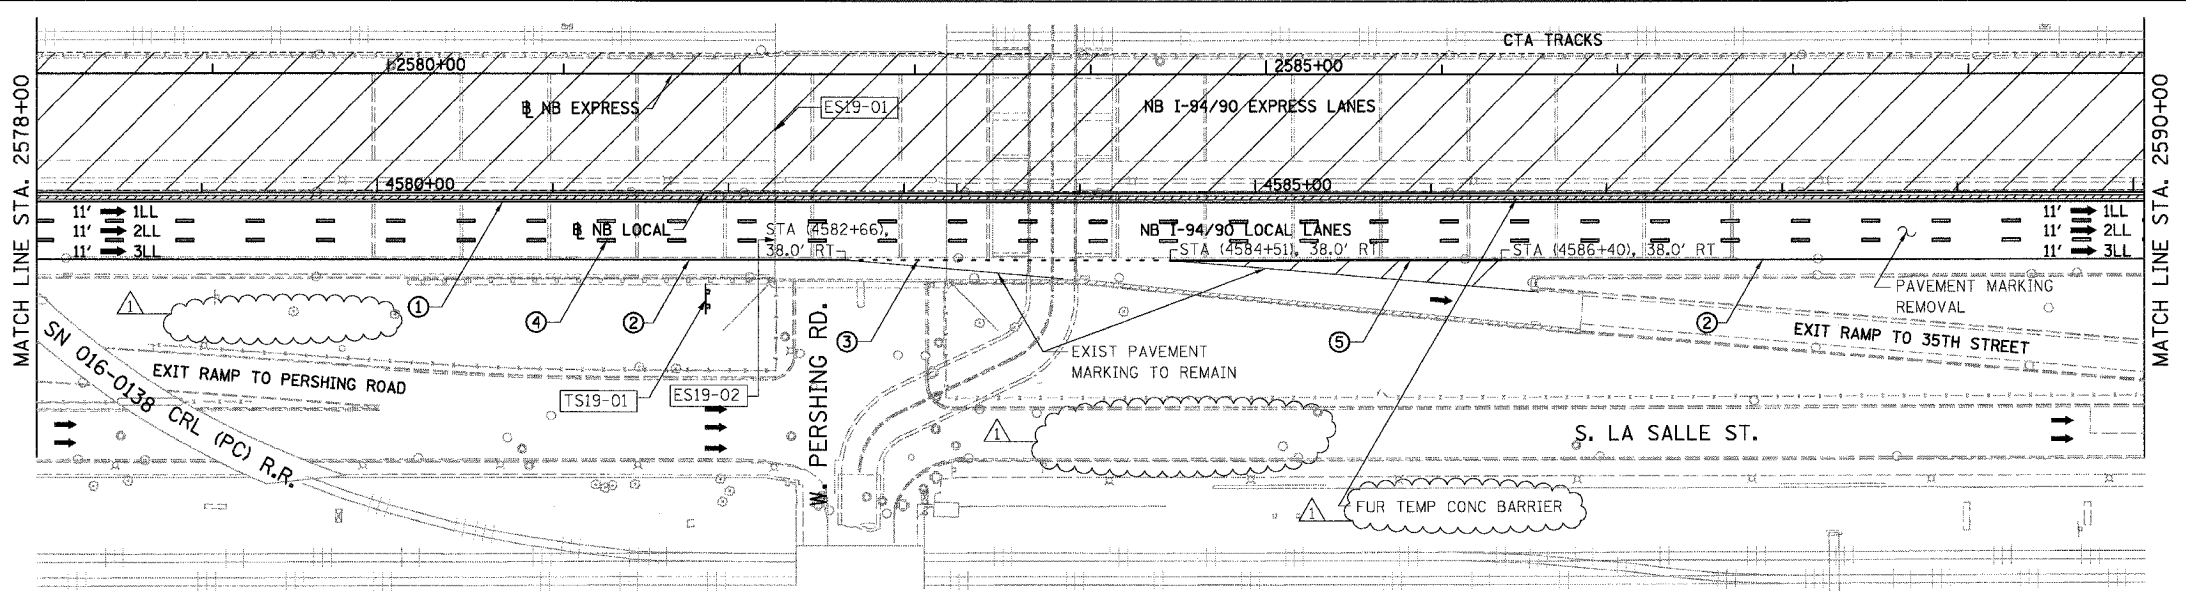 CTA TRACKS
MATCH LINE STA. 2578+00
MATCH LINE STA. 2590+00
2580+00
2585+00
℄ NB EXPRESS
ES19-01
NB I-94/90 EXPRESS LANES
4580+00
4585+00
11' 1LL
11' 2LL
11' 3LL
℄ NB LOCAL
STA (4582+66),
38.0' RT
NB I-94/90 LOCAL LANES
STA (4584+51), 38.0' RT
STA (4586+40), 38.0' RT
11' 1LL
11' 2LL
11' 3LL
PAVEMENT MARKING
REMOVAL
1
1
4
2
3
5
2
EXIST PAVEMENT
MARKING TO REMAIN
EXIT RAMP TO 35TH STREET
SN 016-0138 CRL (PC) R.R.
EXIT RAMP TO PERSHING ROAD
TS19-01
ES19-02
W. PERSHING RD.
1
S. LA SALLE ST.
1
FUR TEMP CONC BARRIER